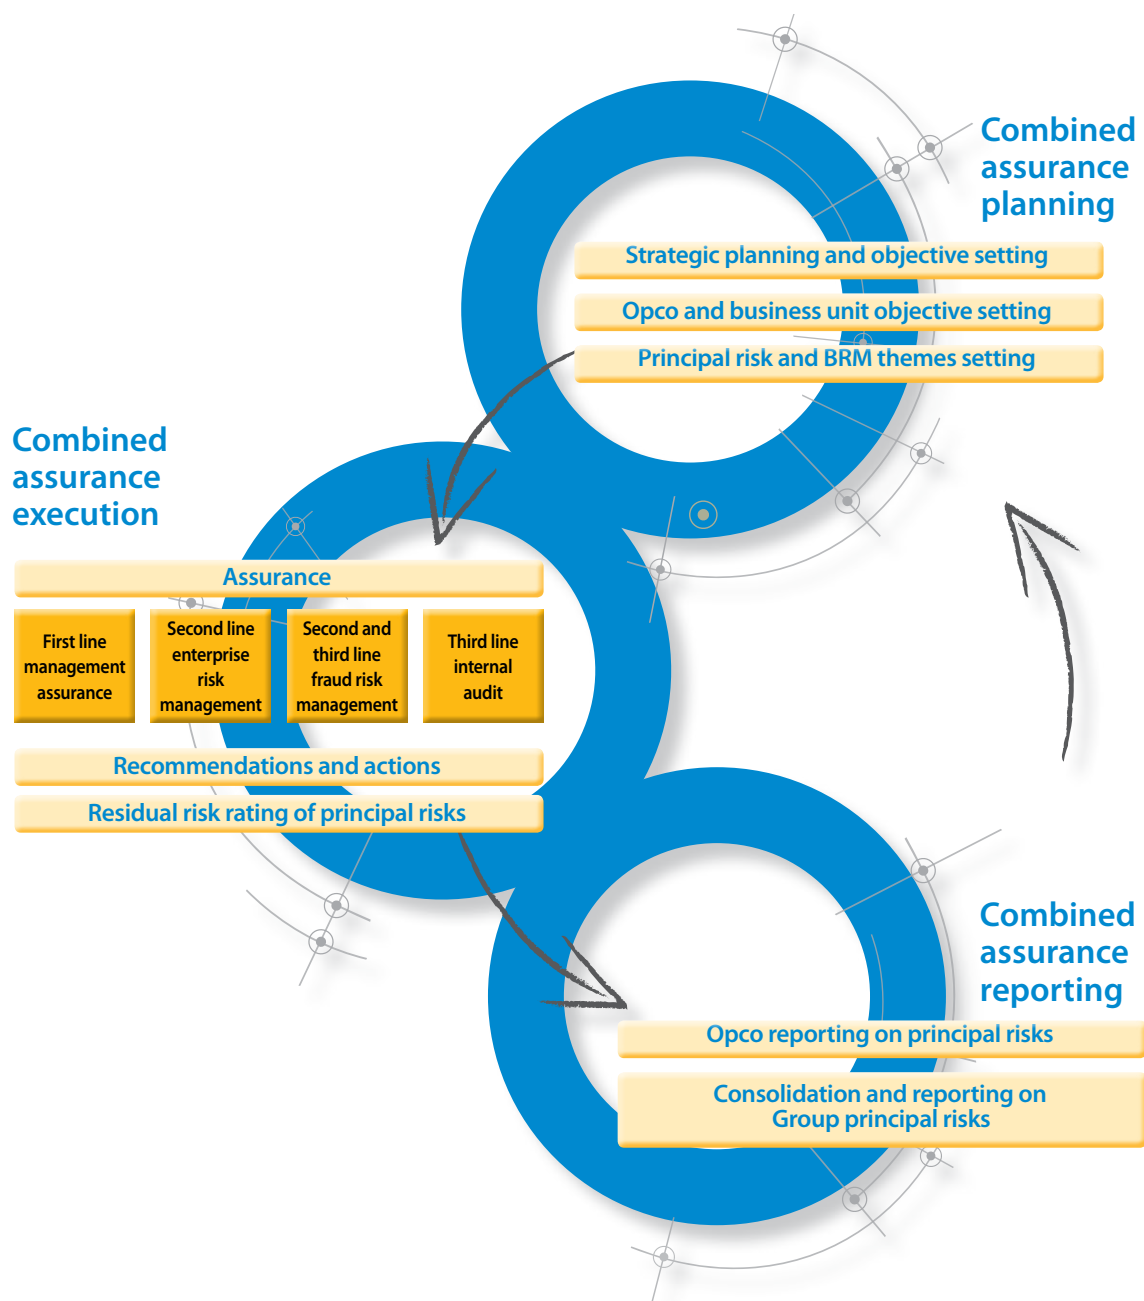 Combined
assurance
planning
Strategic planning and objective setting
Opco and business unit objective setting
Principal risk and BRM themes setting
Combined
assurance
execution
Assurance
First line
management
assurance
Second line
enterprise
risk
management
Second and
third line
fraud risk
management
Third line
internal
audit
Recommendations and actions
Residual risk rating of principal risks
Combined
assurance
reporting
Opco reporting on principal risks
Consolidation and reporting on
Group principal risks